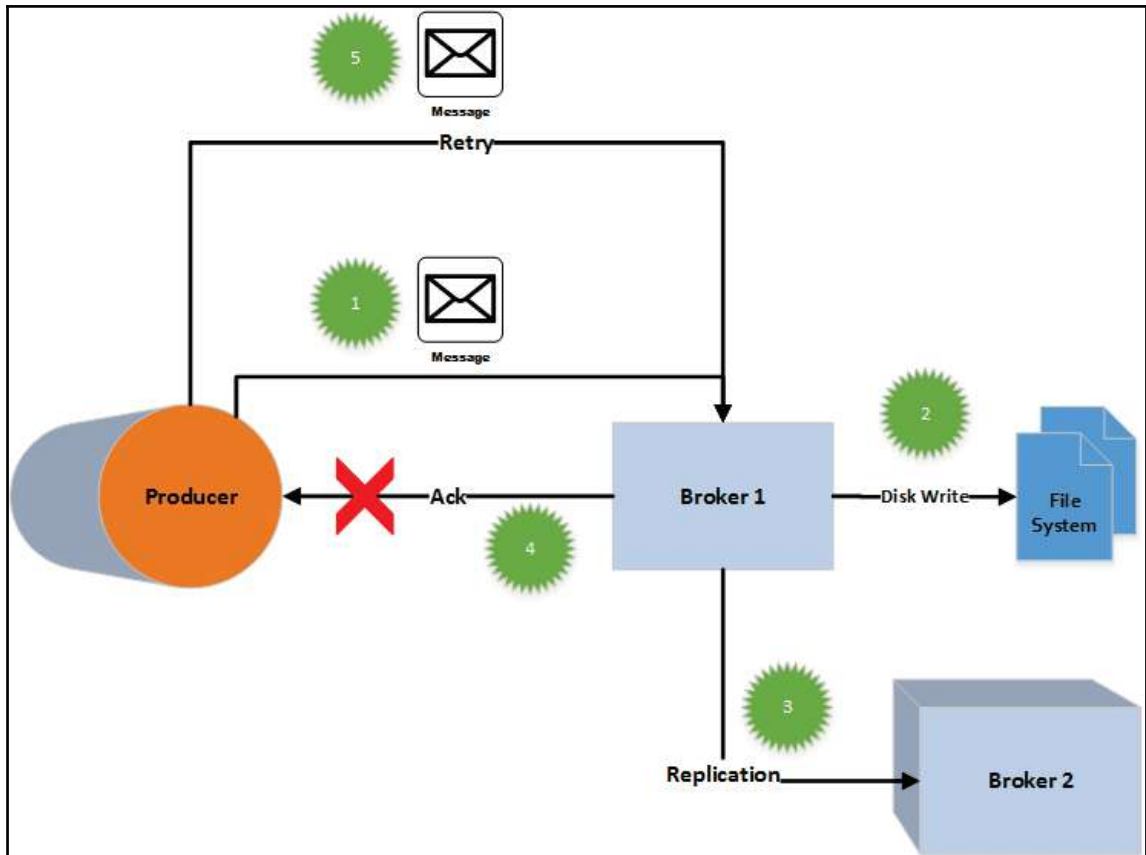 5
Message
Retry
1
Message
2
Producer
Ack
Broker 1
Disk Write
File
System
4
3
Replication
Broker 2